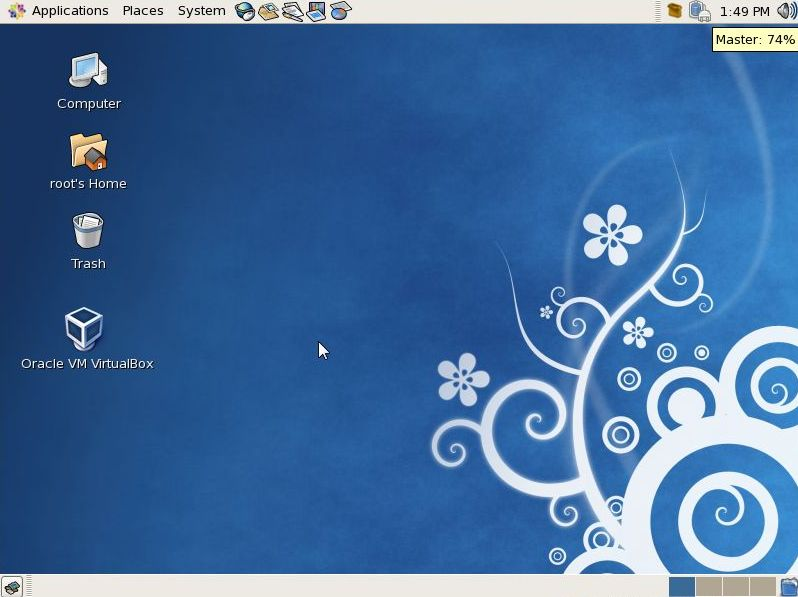 Applications Places System 1:49 PM
Master: 74%
Computer
root's Home
Trash
Oracle VM VirtualBox